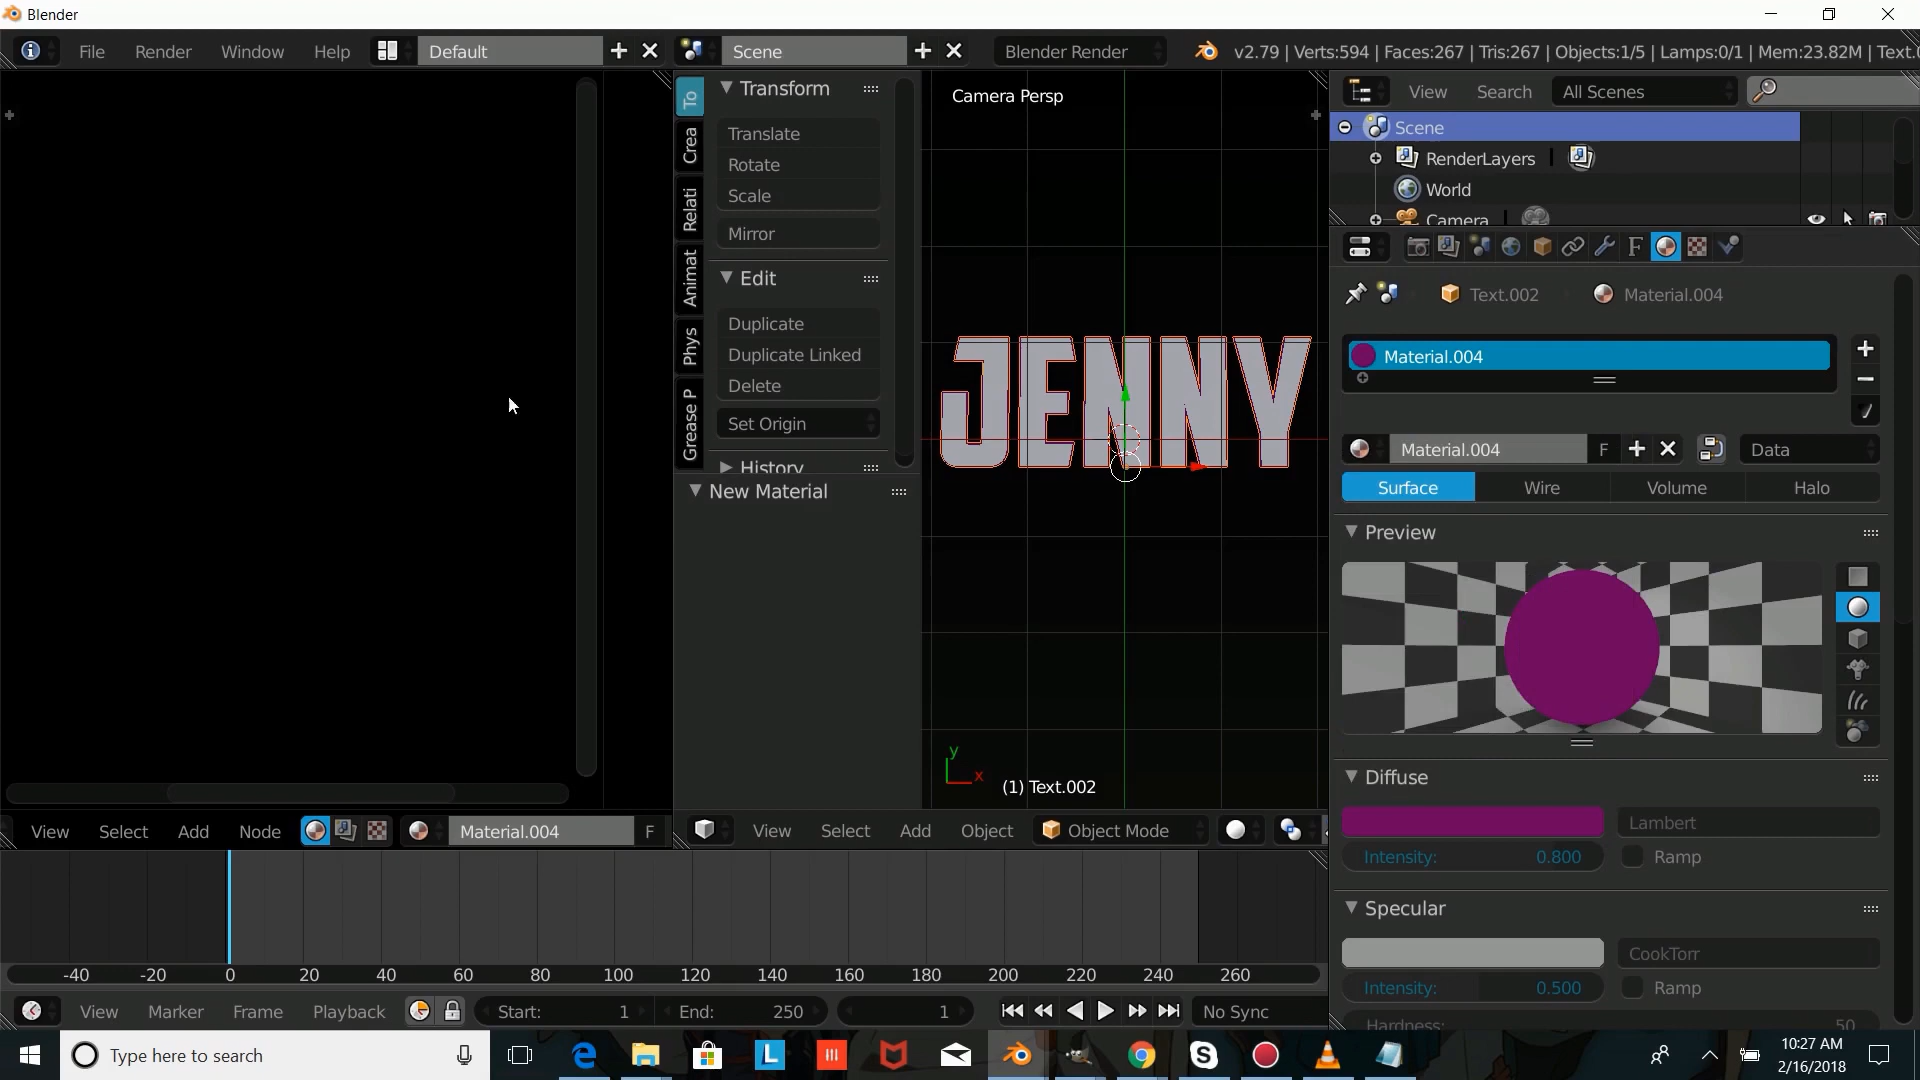 Blender
File Render Window Help Default Scene Blender Render v2.79 | Verts:594 | Faces:267 | Tris:267 | Objects:1/5 | Lamps:0/1 | Mem:23.82M | Text.
To
Crea
Relati
Animat
Phys
Grease P
Transform
Translate
Rotate
Scale
Mirror
Edit
Duplicate
Duplicate Linked
Delete
Set Origin
History
New Material
Camera Persp
JENNY
y
x
(1) Text.002
View Search All Scenes
Scene
RenderLayers
World
Camera
Text.002 Material.004
Material.004
Material.004 F Data
Surface Wire Volume Halo
Preview
Diffuse
Lambert
Intensity: 0.800 Ramp
Specular
CookTorr
Intensity: 0.500 Ramp
Hardness: 50
View Select Add Node Material.004 F
View Select Add Object Object Mode
-40 -20 0 20 40 60 80 100 120 140 160 180 200 220 240 260
View Marker Frame Playback Start: 1 End: 250 1 No Sync
Type here to search
10:27 AM
2/16/2018